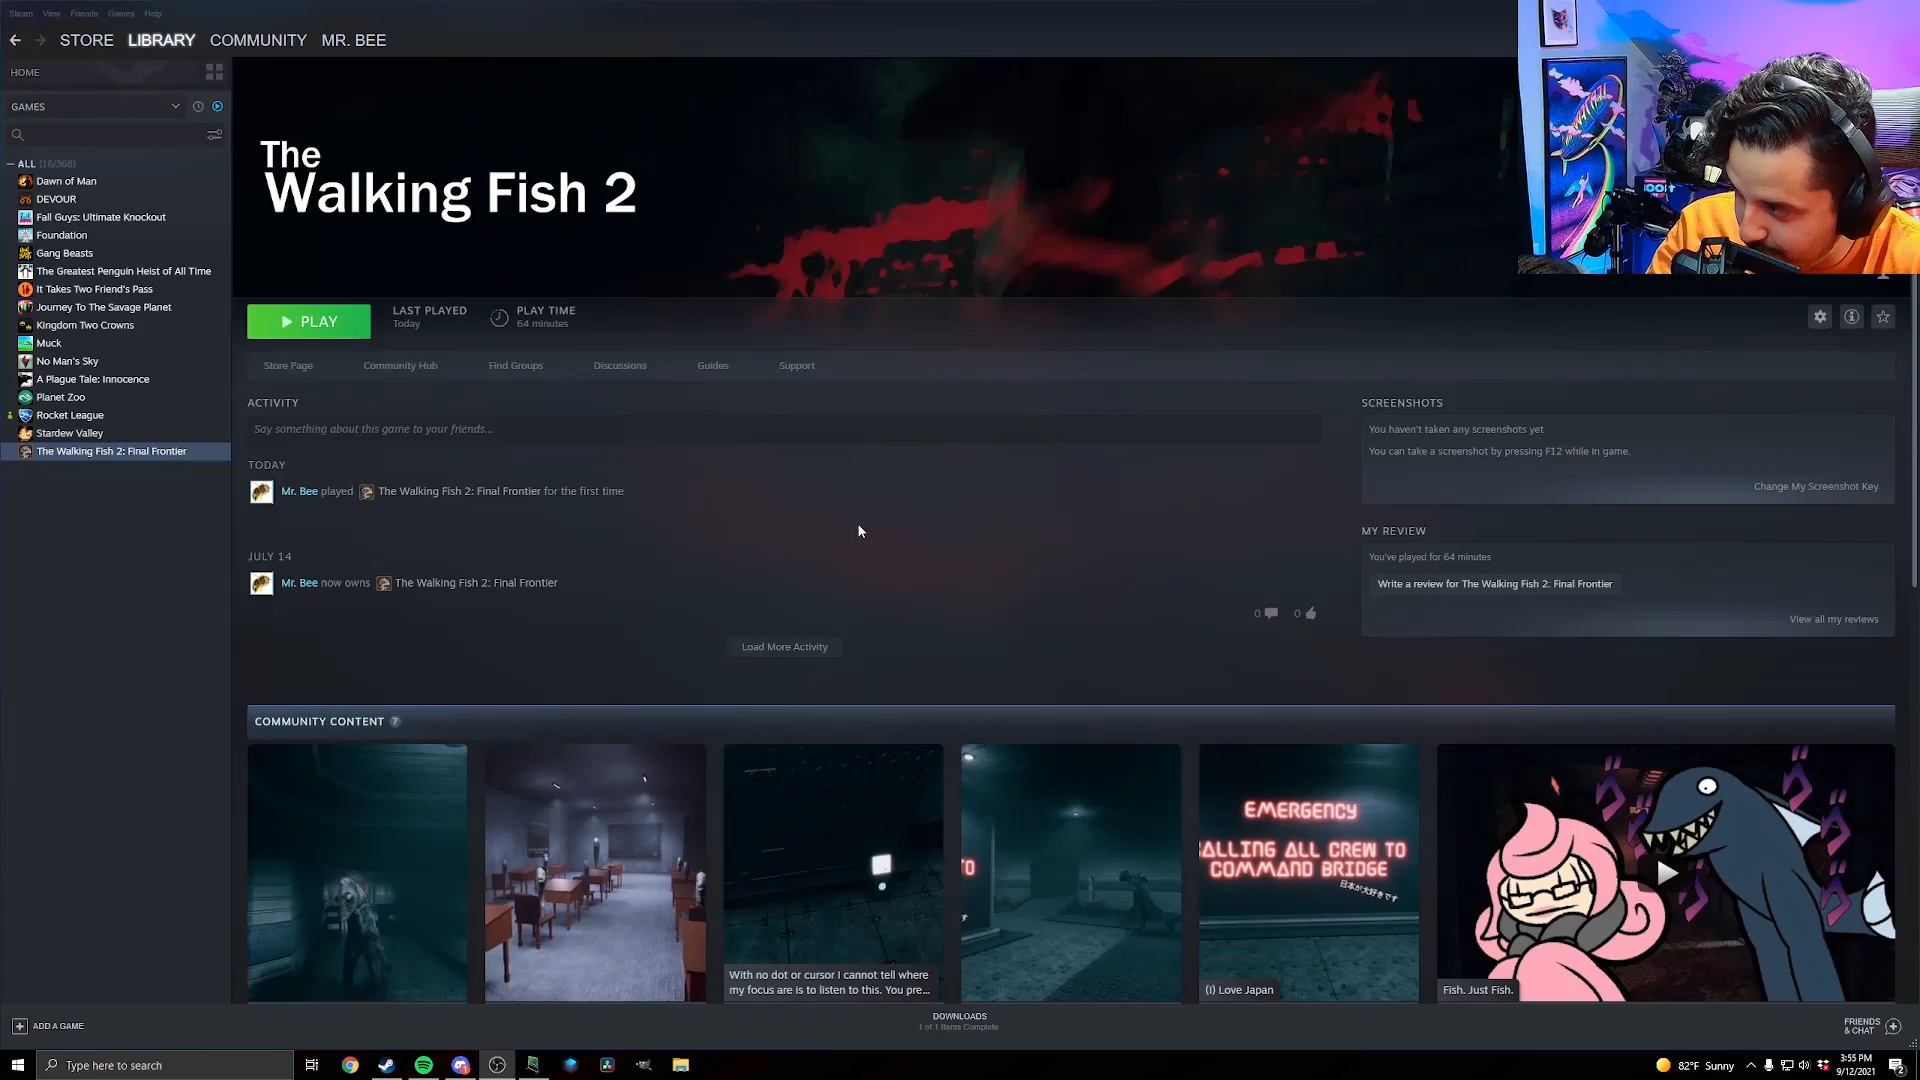 Steam View Friends Games Help
STORE LIBRARY COMMUNITY MR. BEE
HOME
GAMES
ALL (16/368)
Dawn of Man
DEVOUR
Fall Guys: Ultimate Knockout
Foundation
Gang Beasts
The Greatest Penguin Heist of All Time
It Takes Two Friend's Pass
Journey To The Savage Planet
Kingdom Two Crowns
Muck
No Man's Sky
A Plague Tale: Innocence
Planet Zoo
Rocket League
Stardew Valley
The Walking Fish 2: Final Frontier
ADD A GAME
The
Walking Fish 2
PLAY
LAST PLAYED
Today
PLAY TIME
64 minutes
Store Page Community Hub Find Groups Discussions Guides Support
ACTIVITY
Say something about this game to your friends...
TODAY
Mr. Bee played The Walking Fish 2: Final Frontier for the first time
JULY 14
Mr. Bee now owns The Walking Fish 2: Final Frontier
0 0
Load More Activity
SCREENSHOTS
You haven't taken any screenshots yet
You can take a screenshot by pressing F12 while in game.
Change My Screenshot Key
MY REVIEW
You've played for 64 minutes
Write a review for The Walking Fish 2: Final Frontier
View all my reviews
COMMUNITY CONTENT ?
With no dot or cursor I cannot tell where
my focus are is to listen to this. You pre...
EMERGENCY
ALLING ALL CREW TO
COMMAND BRIDGE
日本が大好きです
(I) Love Japan
Fish. Just Fish.
DOWNLOADS
1 of 1 Items Complete
FRIENDS
& CHAT
Type here to search
82°F Sunny
3:55 PM
9/12/2021
2